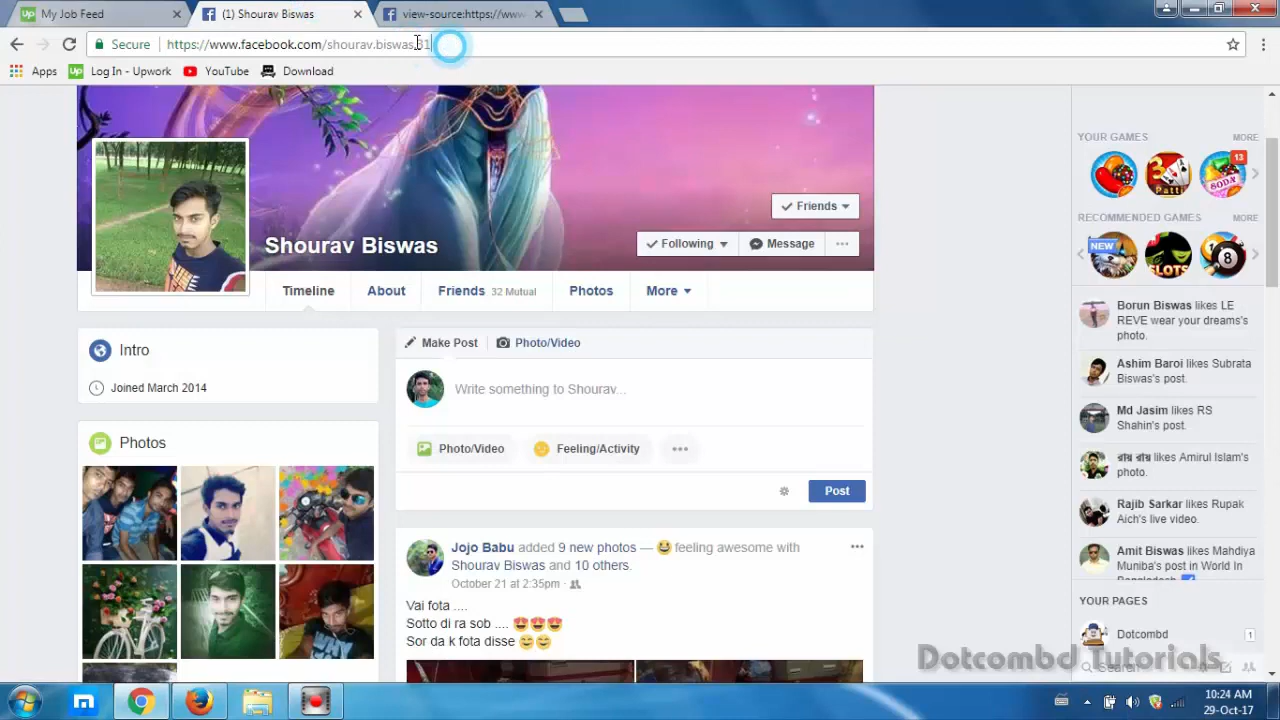 My Job Feed
(1) Shourav Biswas
view-source:https://www
Secure
https://www.facebook.com/shourav.biswas.31
Apps
Log In - Upwork
YouTube
Download
Shourav Biswas
Friends
Following
Message
Timeline
About
Friends 32 Mutual
Photos
More
Intro
Joined March 2014
Photos
Make Post
Photo/Video
Write something to Shourav...
Photo/Video
Feeling/Activity
Post
Jojo Babu added 9 new photos — feeling awesome with
Shourav Biswas and 10 others.
October 21 at 2:35pm
Vai fota ....
Sotto di ra sob ....
Sor da k fota disse
YOUR GAMES
MORE
3
Patti
SODA
13
RECOMMENDED GAMES
MORE
NEW
SLOTS
8
Borun Biswas likes LE
REVE wear your dreams's
photo.
Ashim Baroi likes Subrata
Biswas's post.
Md Jasim likes RS
Shahin's post.
রায় রায় likes Amirul Islam's
photo.
Rajib Sarkar likes Rupak
Aich's live video.
Amit Biswas likes Mahdiya
Muniba's post in World In
Bangladesh
YOUR PAGES
Dotcombd
1
Search
Dotcombd Tutorials
10:24 AM
29-Oct-17